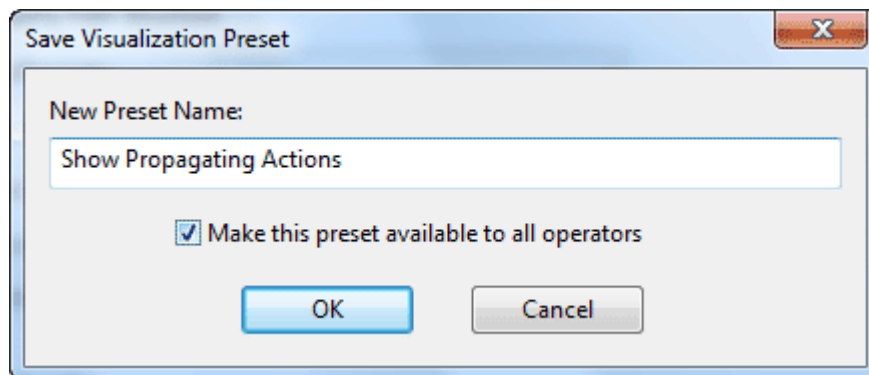 Save Visualization Preset
New Preset Name:
Show Propagating Actions
Make this preset available to all operators
OK Cancel